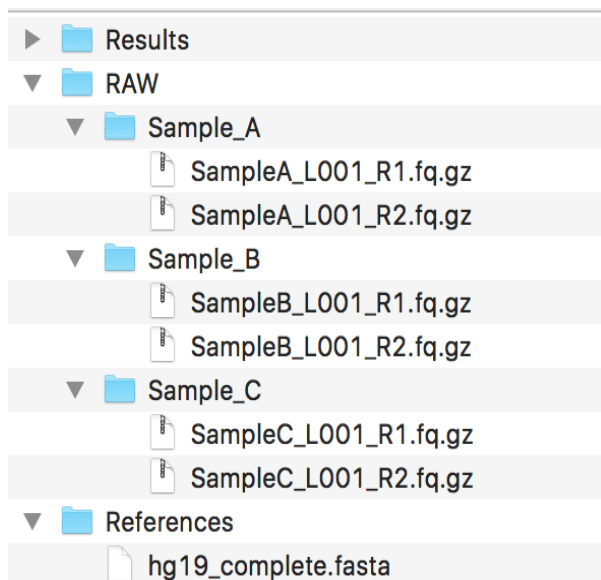 Results
RAW
Sample_A
SampleA_L001_R1.fq.gz
SampleA_L001_R2.fq.gz
Sample_B
SampleB_L001_R1.fq.gz
SampleB_L001_R2.fq.gz
Sample_C
SampleC_L001_R1.fq.gz
SampleC_L001_R2.fq.gz
References
hg19_complete.fasta